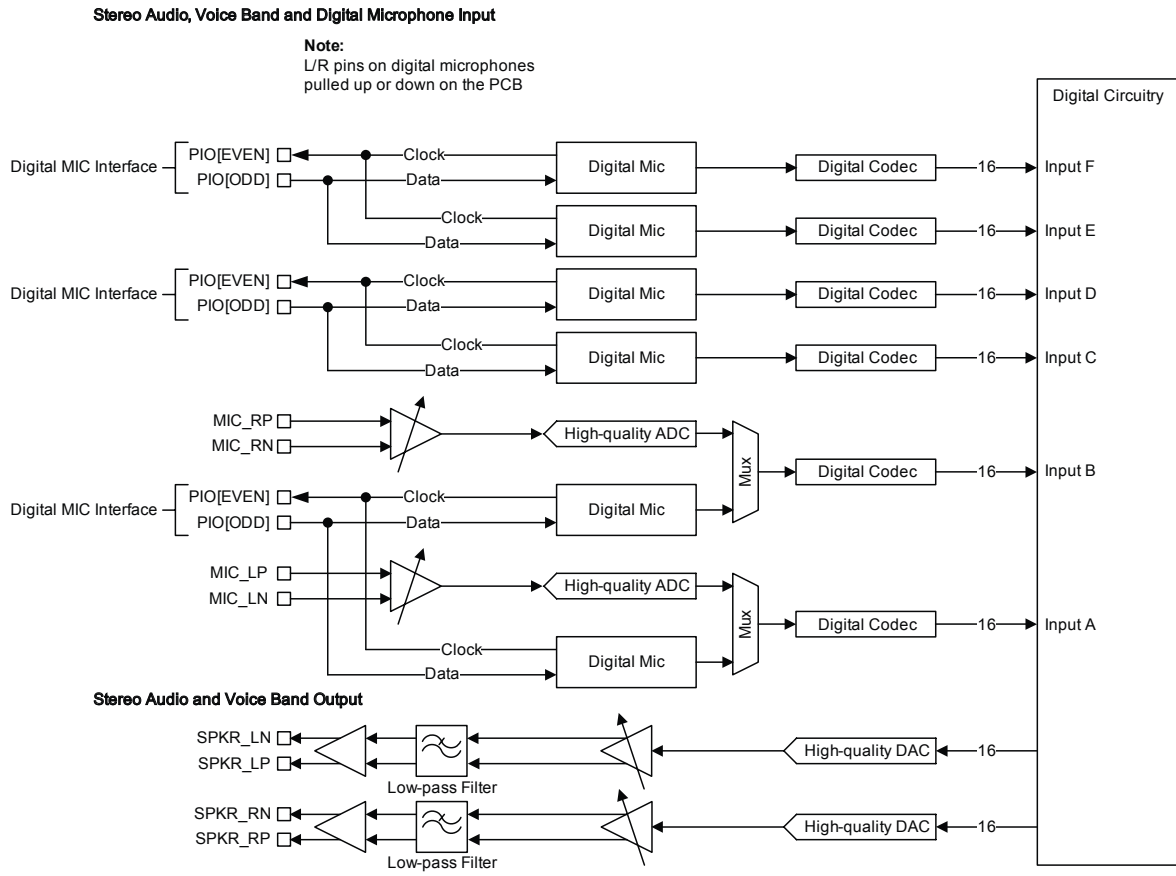 Stereo Audio, Voice Band and Digital Microphone Input
Note:
L/R pins on digital microphones
pulled up or down on the PCB
Digital Circuitry
Digital MIC Interface
PIO[EVEN]
PIO[ODD]
Clock
Data
Digital Mic
Digital Codec
16
Input F
Clock
Data
Digital Mic
Digital Codec
16
Input E
Digital MIC Interface
PIO[EVEN]
PIO[ODD]
Clock
Data
Digital Mic
Digital Codec
16
Input D
Clock
Data
Digital Mic
Digital Codec
16
Input C
MIC_RP
MIC_RN
High-quality ADC
Mux
Digital Codec
16
Input B
Digital MIC Interface
PIO[EVEN]
PIO[ODD]
Clock
Data
Digital Mic
MIC_LP
MIC_LN
High-quality ADC
Mux
Digital Codec
16
Input A
Clock
Data
Digital Mic
Stereo Audio and Voice Band Output
SPKR_LN
SPKR_LP
Low-pass Filter
High-quality DAC
16
SPKR_RN
SPKR_RP
Low-pass Filter
High-quality DAC
16